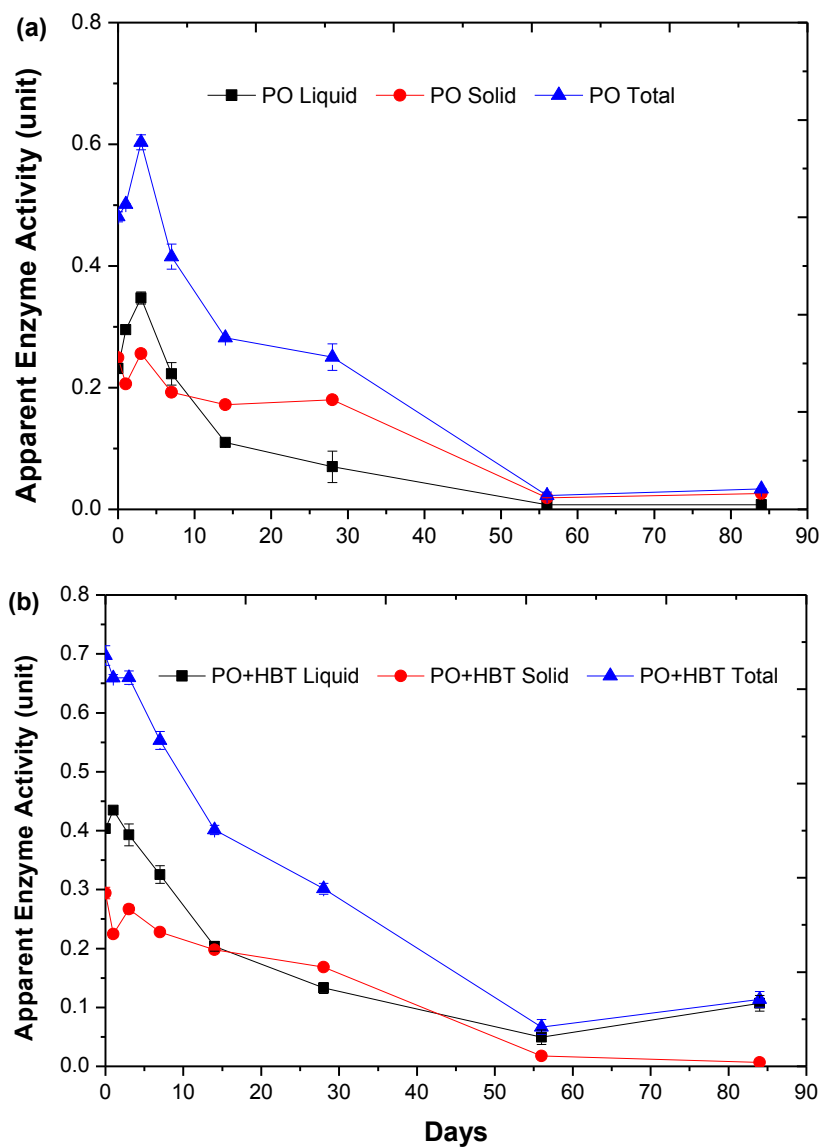 (a)
0.8
PO Liquid PO Solid PO Total
0.6
0.4
0.2
0.0
Apparent Enzyme Activity (unit)
0 10 20 30 40 50 60 70 80 90
(b)
0.8
0.7
PO+HBT Liquid PO+HBT Solid PO+HBT Total
0.6
0.5
0.4
0.3
0.2
0.1
0.0
Apparent Enzyme Activity (unit)
0 10 20 30 40 50 60 70 80 90
Days